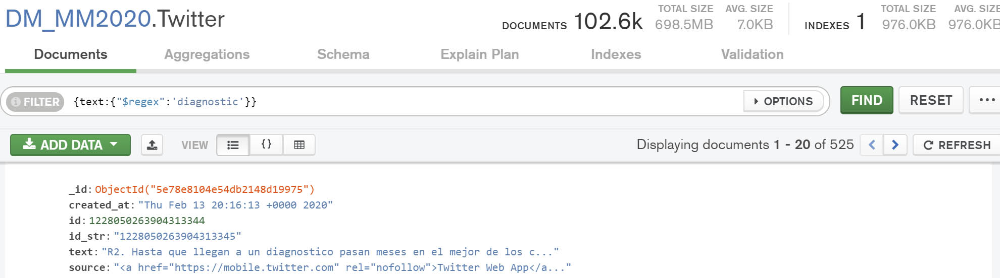 DM_MM2020.Twitter
DOCUMENTS 102.6k TOTAL SIZE 698.5MB AVG. SIZE 7.0KB INDEXES 1 TOTAL SIZE 976.0KB AVG. SIZE 976.0KB
Documents Aggregations Schema Explain Plan Indexes Validation
FILTER {text:{"$regex":'diagnostic'}} OPTIONS FIND RESET ...
ADD DATA VIEW {} Displaying documents 1 - 20 of 525 REFRESH
_id: ObjectId("5e78e8104e54db2148d19975")
created_at: "Thu Feb 13 20:16:13 +0000 2020"
id: 1228050263904313344
id_str: "1228050263904313345"
text: "R2. Hasta que llegan a un diagnostico pasan meses en el mejor de los c..."
source: "<a href="https://mobile.twitter.com" rel="nofollow">Twitter Web App</a..."